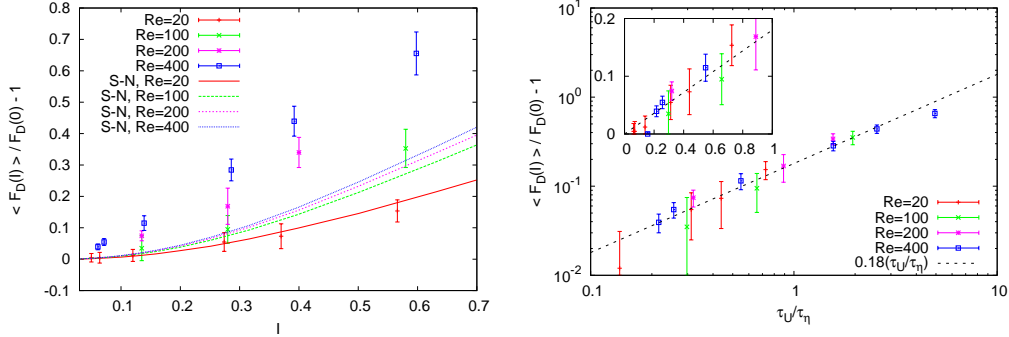 < F_D(I) > / F_D(0) - 1
0.8
0.7
0.6
0.5
0.4
0.3
0.2
0.1
0
-0.1
Re=20
Re=100
Re=200
Re=400
S-N, Re=20
S-N, Re=100
S-N, Re=200
S-N, Re=400
0.1 0.2 0.3 0.4 0.5 0.6 0.7
I
< F_D(I) > / F_D(0) - 1
10^1
10^0
10^-1
10^-2
0.2
0.1
0
0 0.2 0.4 0.6 0.8 1
Re=20
Re=100
Re=200
Re=400
0.18(τ_U/τ_η)
0.1 1 10
τ_U/τ_η